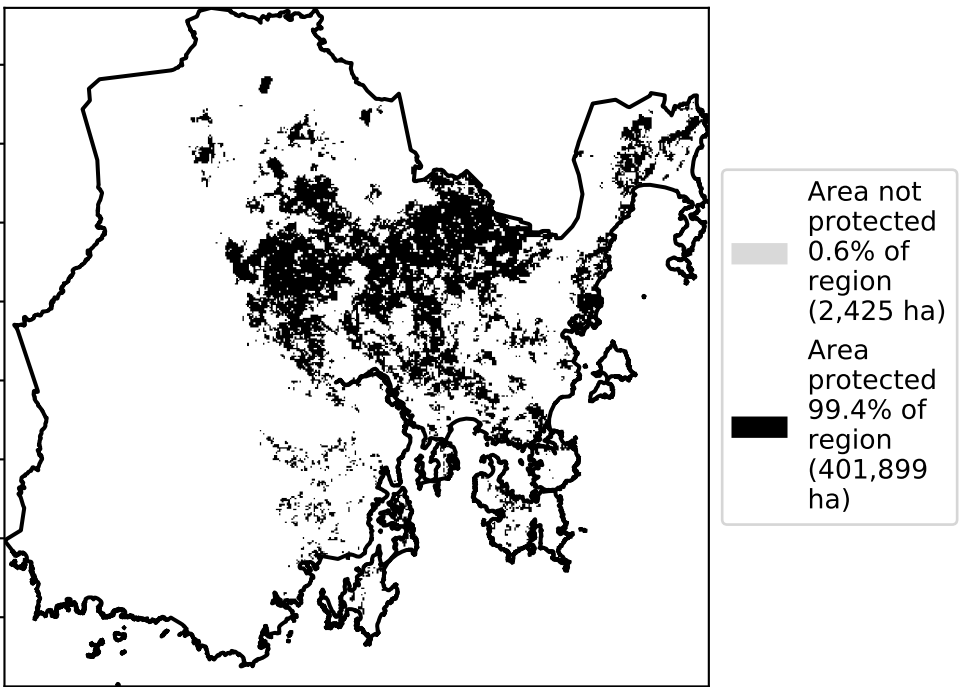 Area not
protected
0.6% of
region
(2,425 ha)
Area
protected
99.4% of
region
(401,899
ha)